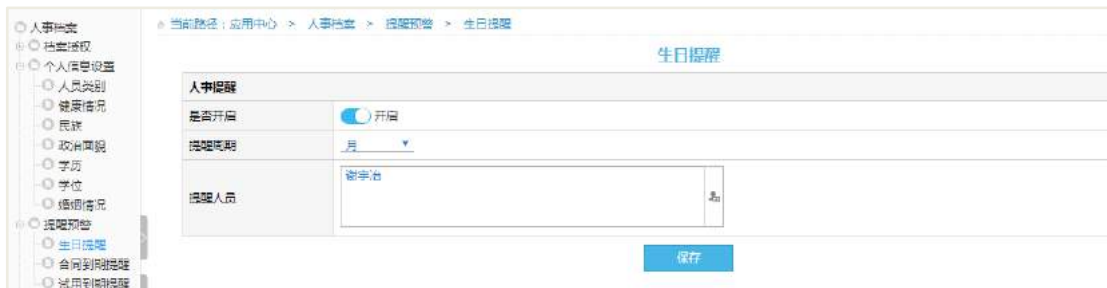 人事档案
档案授权
个人信息设置
人员类别
健康情况
民族
政治面貌
学历
学位
婚姻情况
提醒预警
生日提醒
合同到期提醒
试用到期提醒
当前路径：应用中心 > 人事档案 > 提醒预警 > 生日提醒
生日提醒
人事提醒
是否开启 开启
提醒周期 月
提醒人员 谢宇冶
保存